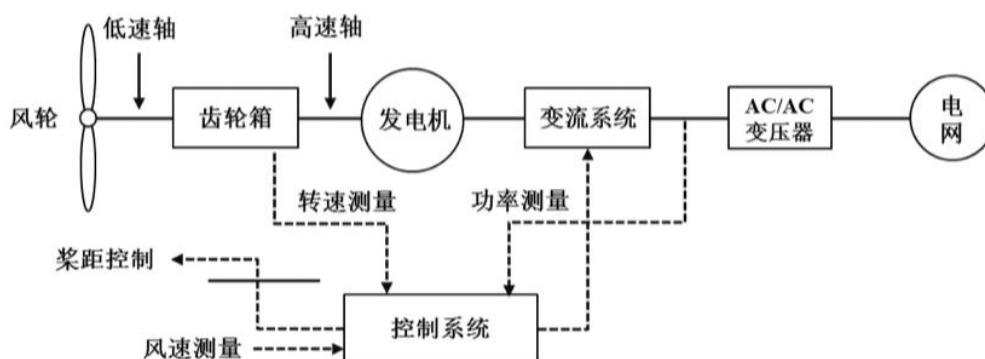 低速轴
高速轴
风轮
齿轮箱
发电机
变流系统
AC/AC
变压器
电
网
转速测量
功率测量
桨距控制
控制系统
风速测量